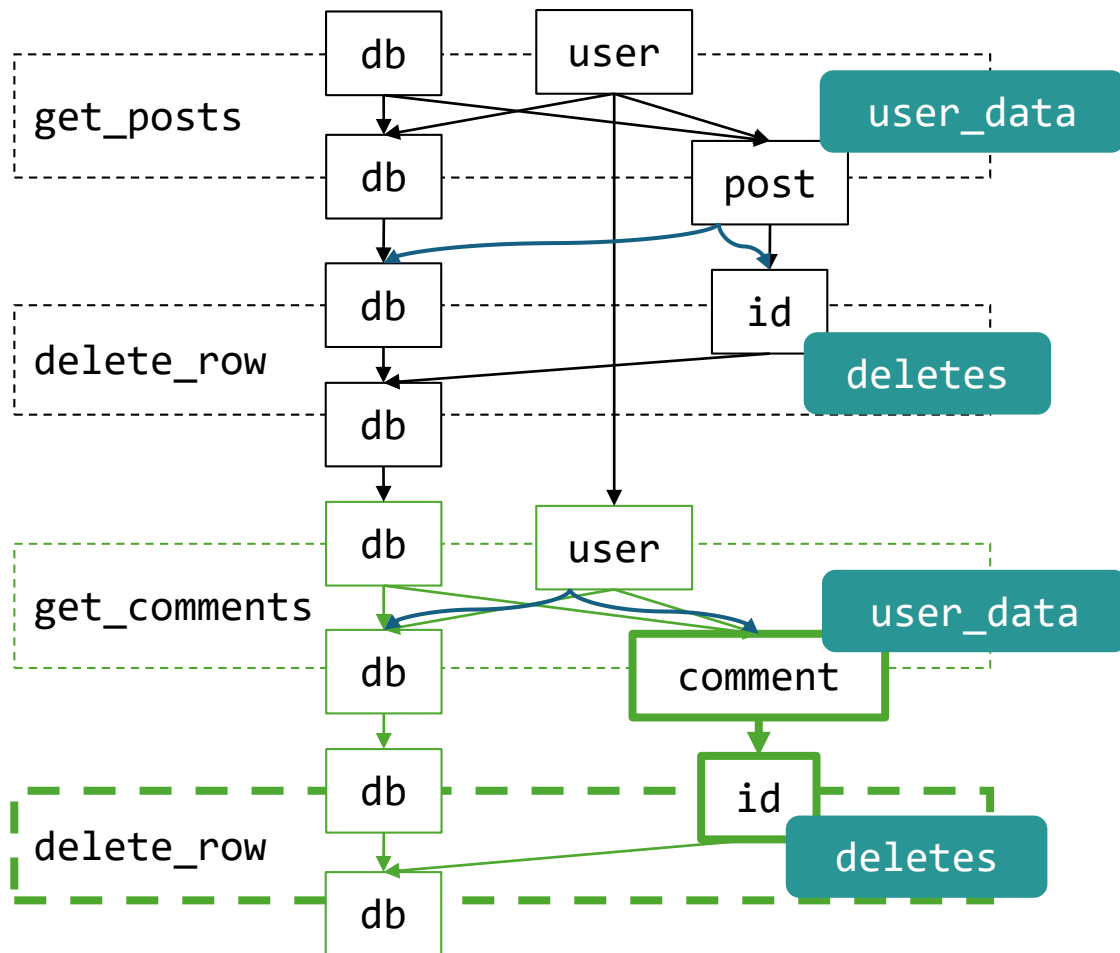 db
user
user_data
get_posts
db
post
db
id
delete_row
deletes
db
db
user
get_comments
user_data
db
comment
db
id
delete_row
deletes
db